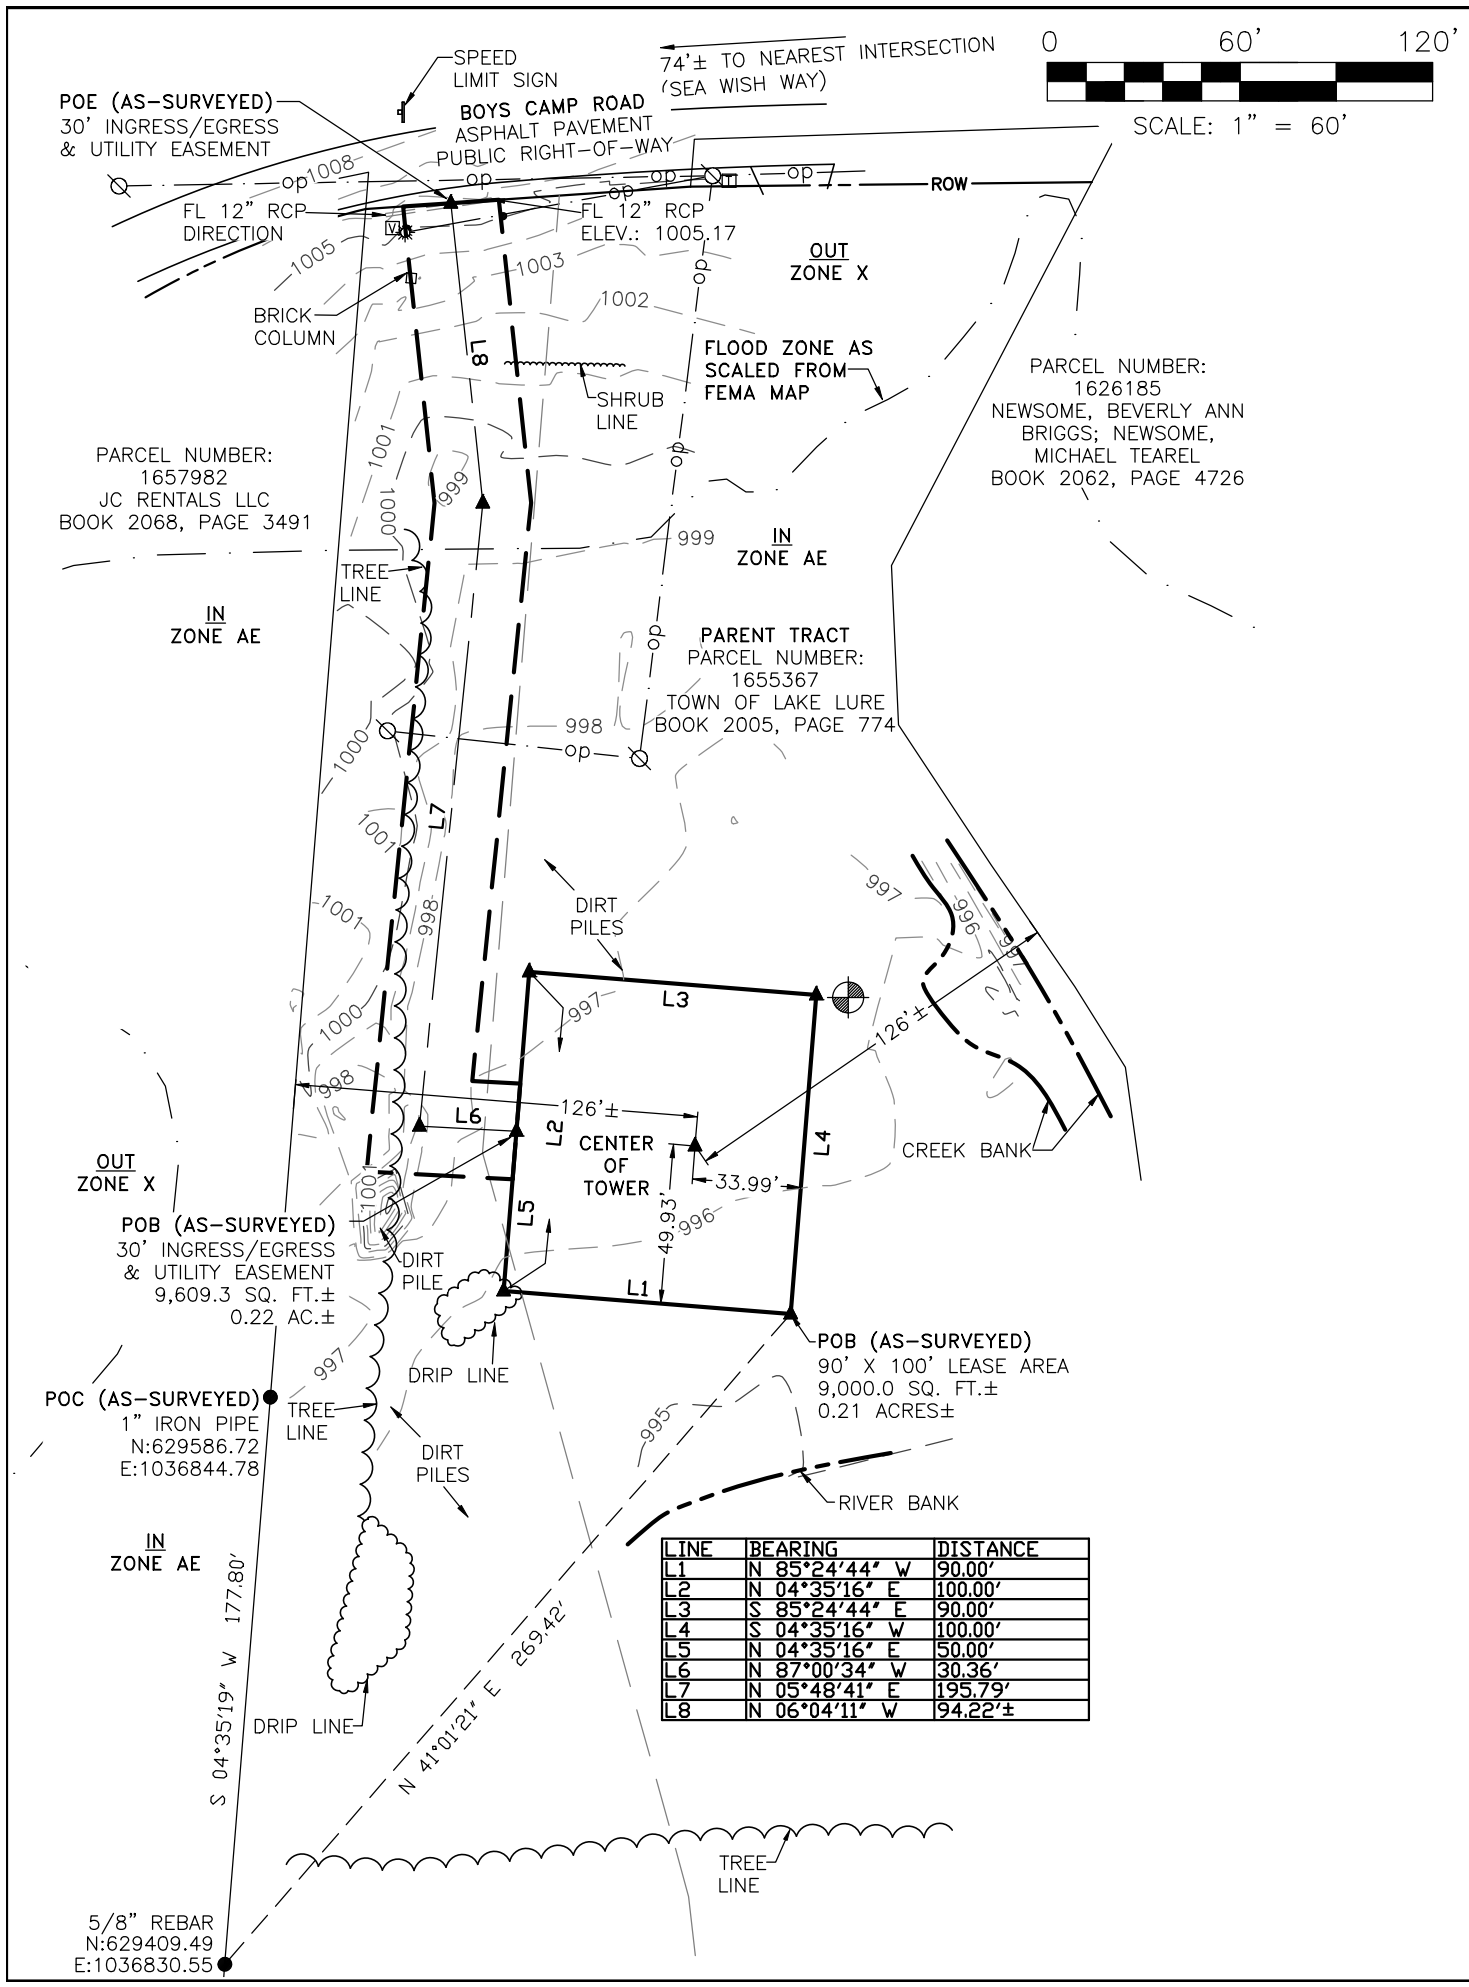 0 60' 120'
SCALE: 1" = 60'
SPEED
LIMIT SIGN
74'± TO NEAREST INTERSECTION
(SEA WISH WAY)
POE (AS-SURVEYED)
30' INGRESS/EGRESS
& UTILITY EASEMENT
BOYS CAMP ROAD
ASPHALT PAVEMENT
PUBLIC RIGHT-OF-WAY
op
1008
op
op
op
op
T
ROW
FL 12" RCP
DIRECTION
V
FL 12" RCP
ELEV.: 1005.17
1005
1003
1002
op
OUT
ZONE X
BRICK
COLUMN
L8
SHRUB
LINE
FLOOD ZONE AS
SCALED FROM
FEMA MAP
PARCEL NUMBER:
1626185
NEWSOME, BEVERLY ANN
BRIGGS; NEWSOME,
MICHAEL TEAREL
BOOK 2062, PAGE 4726
PARCEL NUMBER:
1657982
JC RENTALS LLC
BOOK 2068, PAGE 3491
1001
1000
999
op
999
IN
ZONE AE
TREE
LINE
IN
ZONE AE
op
PARENT TRACT
PARCEL NUMBER:
1655367
TOWN OF LAKE LURE
BOOK 2005, PAGE 774
1000
998
op
L7
1001
1001
998
DIRT
PILES
997
996
997
L3
997
126'±
1000
998
126'±
L6
L2
CENTER
OF
TOWER
L4
33.99'
49.93'
CREEK BANK
OUT
ZONE X
1001
L5
996
POB (AS-SURVEYED)
30' INGRESS/EGRESS
& UTILITY EASEMENT
9,609.3 SQ. FT.±
0.22 AC.±
DIRT
PILE
L1
DRIP LINE
POB (AS-SURVEYED)
90' X 100' LEASE AREA
9,000.0 SQ. FT.±
0.21 ACRES±
997
POC (AS-SURVEYED)
1" IRON PIPE
N:629586.72
E:1036844.78
TREE
LINE
DIRT
PILES
995
RIVER BANK
IN
ZONE AE
S 04°35'19" W 177.80'
N 41°01'21" E 269.42'
LINE BEARING DISTANCE
L1 N 85°24'44" W 90.00'
L2 N 04°35'16" E 100.00'
L3 S 85°24'44" E 90.00'
L4 S 04°35'16" W 100.00'
L5 N 04°35'16" E 50.00'
L6 N 87°00'34" W 30.36'
L7 N 05°48'41" E 195.79'
L8 N 06°04'11" W 94.22'±
DRIP LINE
TREE
LINE
5/8" REBAR
N:629409.49
E:1036830.55